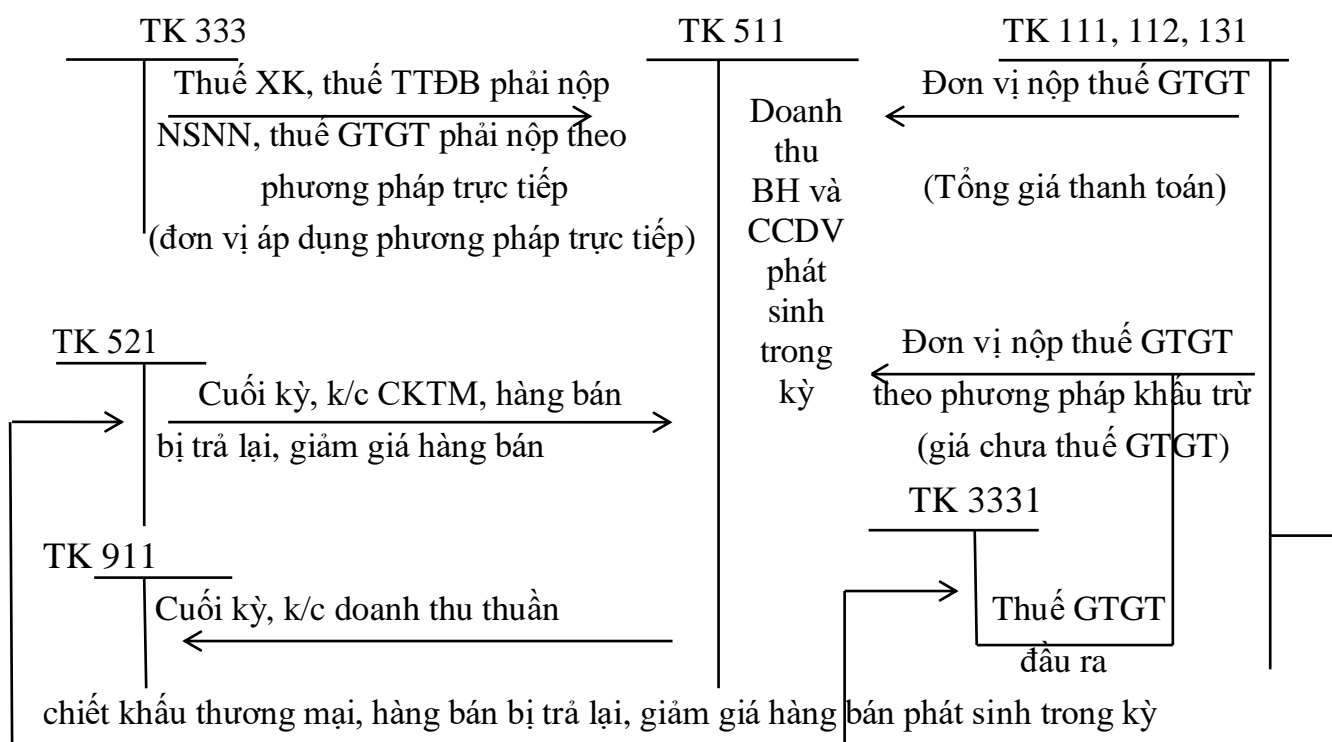 TK 333
TK 511
TK 111, 112, 131
Thuế XK, thuế TTĐB phải nộp
NSNN, thuế GTGT phải nộp theo
phương pháp trực tiếp
(đơn vị áp dụng phương pháp trực tiếp)
Doanh
thu
BH và
CCDV
phát
sinh
trong
kỳ
Đơn vị nộp thuế GTGT
(Tổng giá thanh toán)
TK 521
Cuối kỳ, k/c CKTM, hàng bán
bị trả lại, giảm giá hàng bán
Đơn vị nộp thuế GTGT
theo phương pháp khấu trừ
(giá chưa thuế GTGT)
TK 3331
TK 911
Cuối kỳ, k/c doanh thu thuần
Thuế GTGT
đầu ra
chiết khấu thương mại, hàng bán bị trả lại, giảm giá hàng bán phát sinh trong kỳ